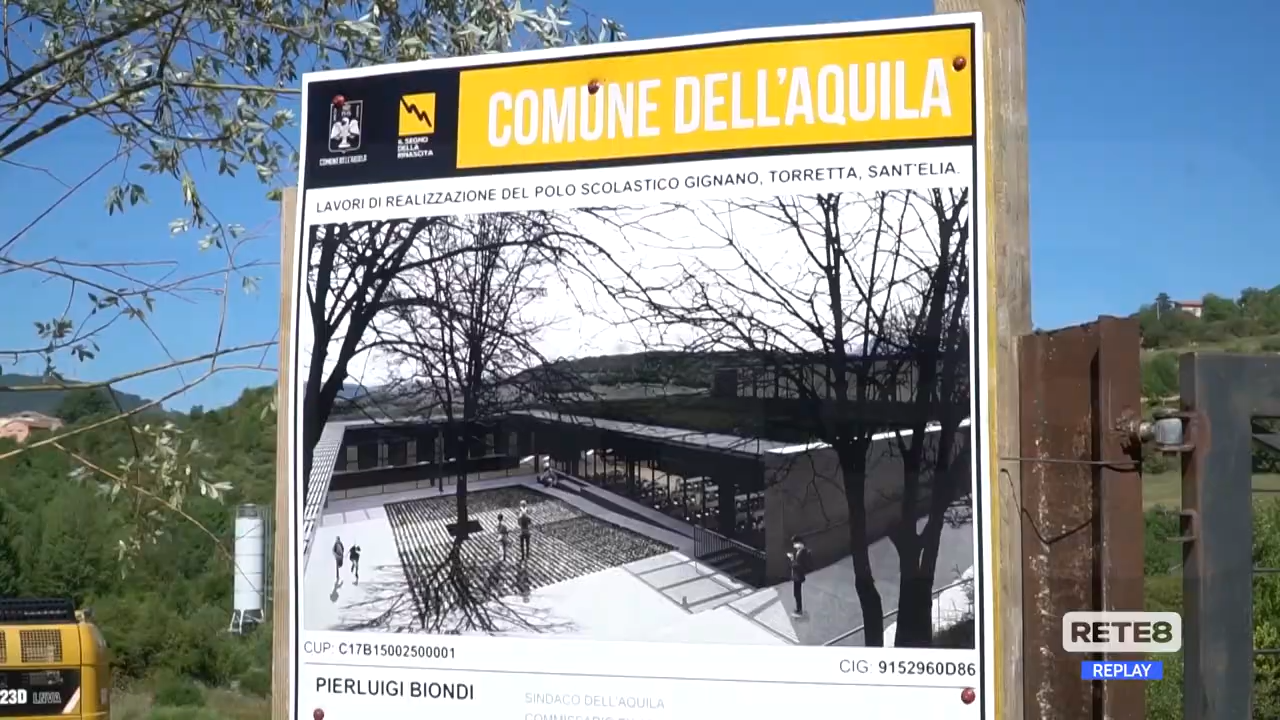 COMUNE DELL'AQUILA
COMUNE DELL'AQUILA
IL SEGNO
DELLA
RINASCITA
LAVORI DI REALIZZAZIONE DEL POLO SCOLASTICO GIGNANO, TORRETTA, SANT'ELIA.
CUP: C17B15002500001
CIG: 9152960D86
PIERLUIGI BIONDI
SINDACO DELL'AQUILA
23D
RETE8
REPLAY